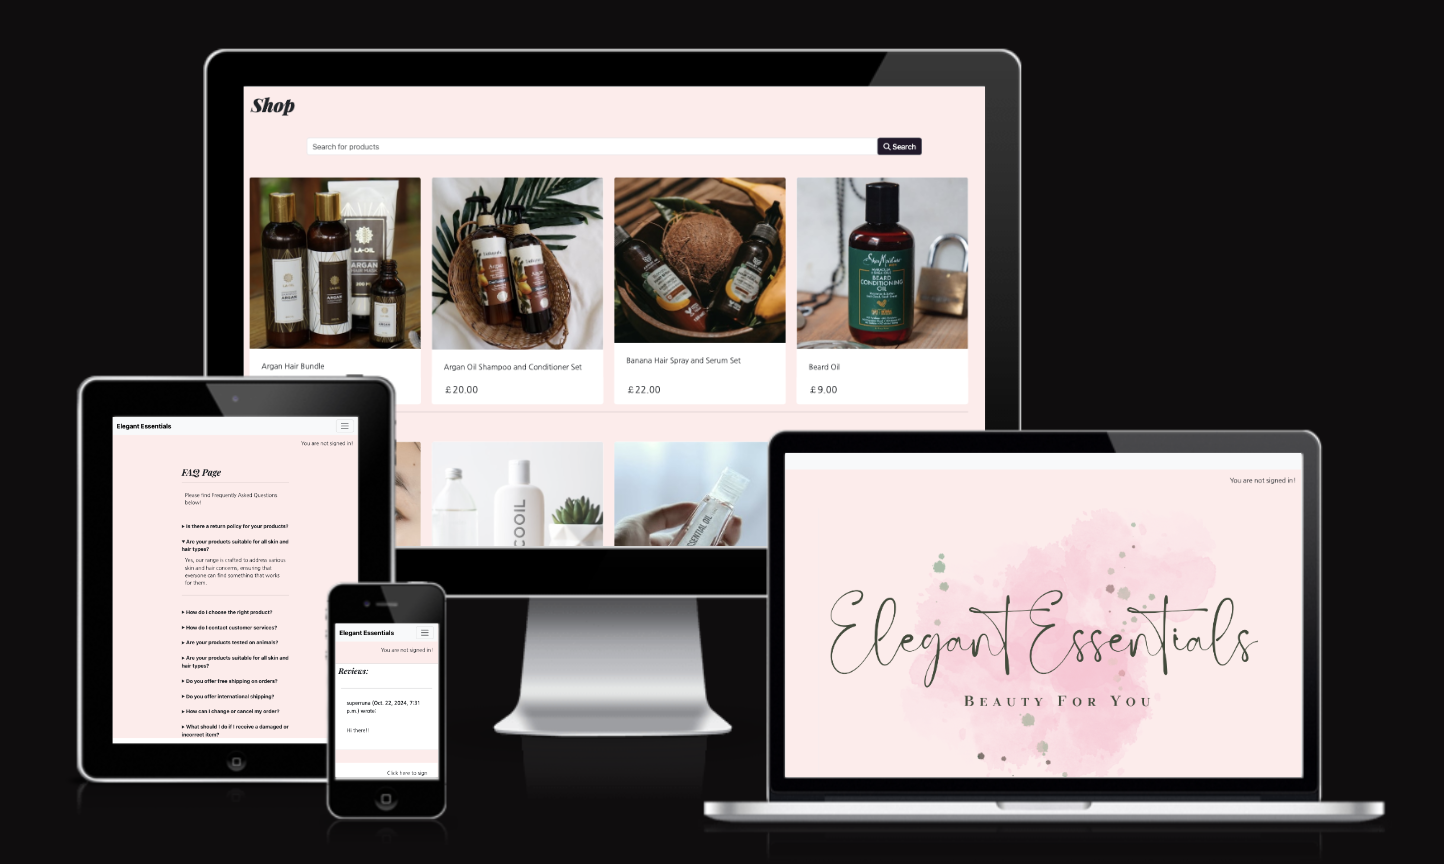 Shop
Search for products
Search
LA-OIL
ARGAN
ARGAN
ARGAN
BEARD
CONDITIONING
OIL
Argan Hair Bundle
Argan Oil Shampoo and Conditioner Set
£20.00
Banana Hair Spray and Serum Set
£22.00
Beard Oil
£9.00
COOIL
ESSENTIAL OIL
Elegant Essentials
You are not signed in!
FAQ Page
Please find Frequently Asked Questions
below!
Is there a return policy for your products?
Are your products suitable for all skin and
hair types?
Yes, our range is crafted to address various
skin and hair concerns, ensuring that
everyone can find something that works
for them.
How do I choose the right product?
How do I contact customer services?
Are your products tested on animals?
Are your products suitable for all skin and
hair types?
Do you offer free shipping on orders?
Do you offer international shipping?
How can I change or cancel my order?
What should I do if I receive a damaged or
incorrect item?
Elegant Essentials
You are not signed in!
Reviews:
superruna (Oct. 22, 2024, 7:31
p.m.) wrote:
Hi there!!
Click here to sign
You are not signed in!
Elegant Essentials
BEAUTY FOR YOU